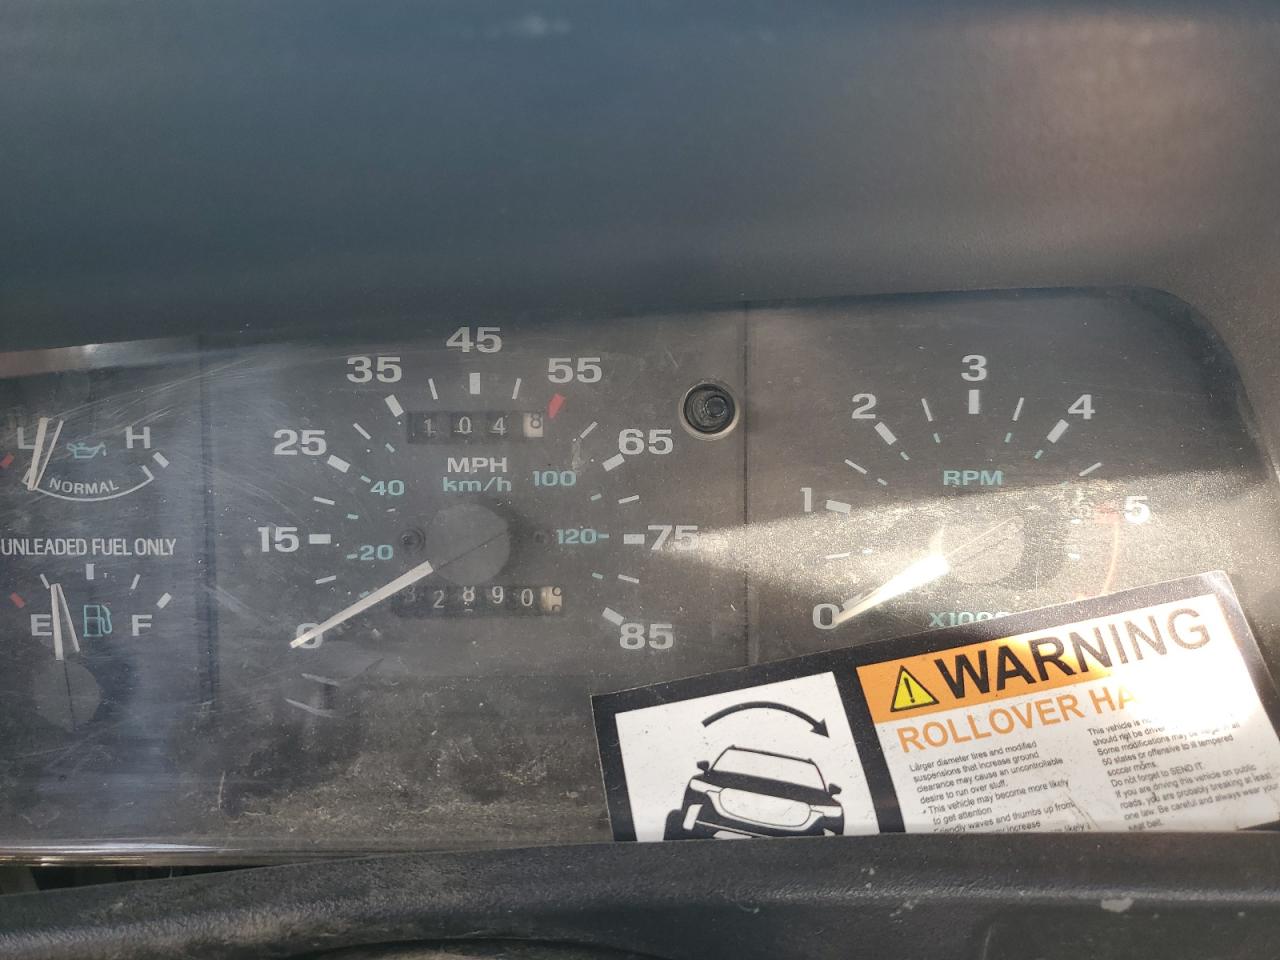 45
35
55
25
104 8
65
MPH
km/h
40
100
15
20
120
75
0
32890
85
L
H
NORMAL
UNLEADED FUEL ONLY
E
F
3
2
4
RPM
1
5
0
WARNING
ROLLOVER
Larger diameter tires and modified
suspensions that increase ground
clearance may cause an uncontrollable
desire to run over stuff.
• This vehicle may become more likely
to get attention
Friendly waves and thumbs up from
increase
This vehicle is
should not be
Some modifications may be
50 states or offensive to ill tempered
soccer moms.
Do not forget to SEND IT.
If you are driving this vehicle on public
roads, you are probably breaking at least
one law. Be careful and always wear your
seat belt.